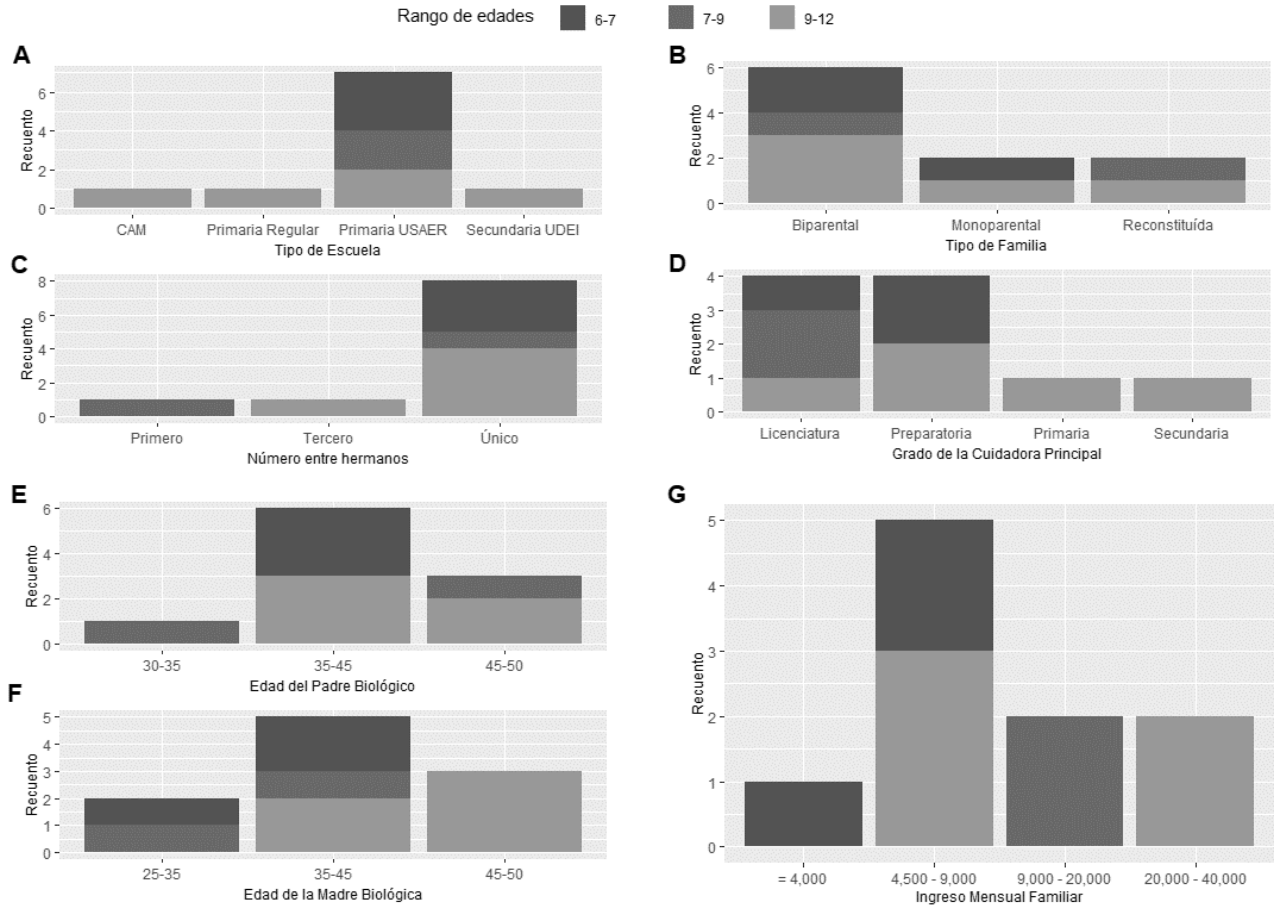 Rango de edades 6-7 7-9 9-12
A
Recuento
6
4
2
0
CAM Primaria Regular Primaria USAER Secundaria UDEI
Tipo de Escuela
B
Recuento
6
4
2
0
Biparental Monoparental Reconstituída
Tipo de Familia
C
Recuento
8
6
4
2
0
Primero Tercero Único
Número entre hermanos
D
Recuento
4
3
2
1
0
Licenciatura Preparatoria Primaria Secundaria
Grado de la Cuidadora Principal
E
Recuento
6
4
2
0
30-35 35-45 45-50
Edad del Padre Biológico
F
Recuento
5
4
3
2
1
0
25-35 35-45 45-50
Edad de la Madre Biológica
G
Recuento
5
4
3
2
1
0
= 4,000 4,500 - 9,000 9,000 - 20,000 20,000 - 40,000
Ingreso Mensual Familiar